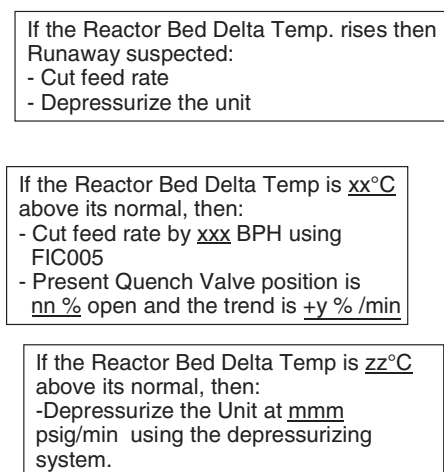 If the Reactor Bed Delta Temp. rises then
Runaway suspected:
- Cut feed rate
- Depressurize the unit
If the Reactor Bed Delta Temp is xx°C
above its normal, then:
- Cut feed rate by xxx BPH using
FIC005
- Present Quench Valve position is
nn % open and the trend is +y % /min
If the Reactor Bed Delta Temp is zz°C
above its normal, then:
-Depressurize the Unit at mmm
psig/min using the depressurizing
system.